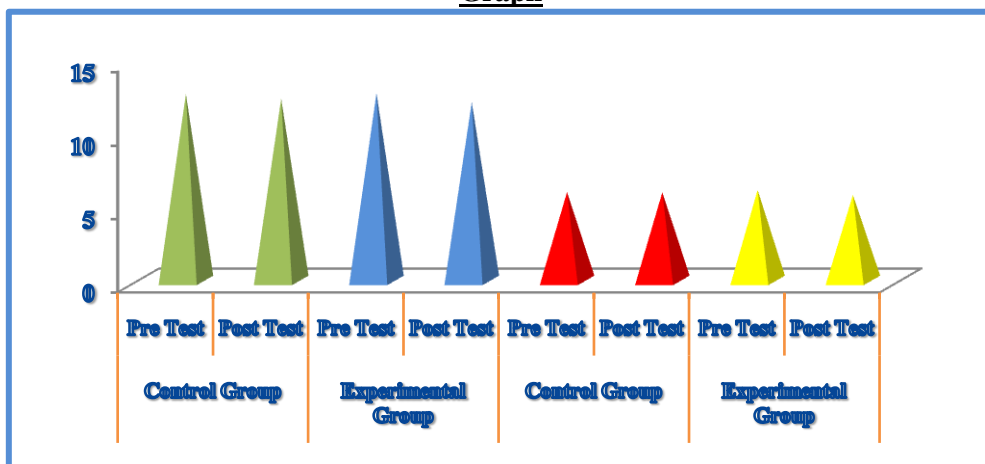 Graph
15
10
5
0
Pre Test Post Test Pre Test Post Test Pre Test Post Test Pre Test Post Test
Control Group Experimental Group Control Group Experimental Group